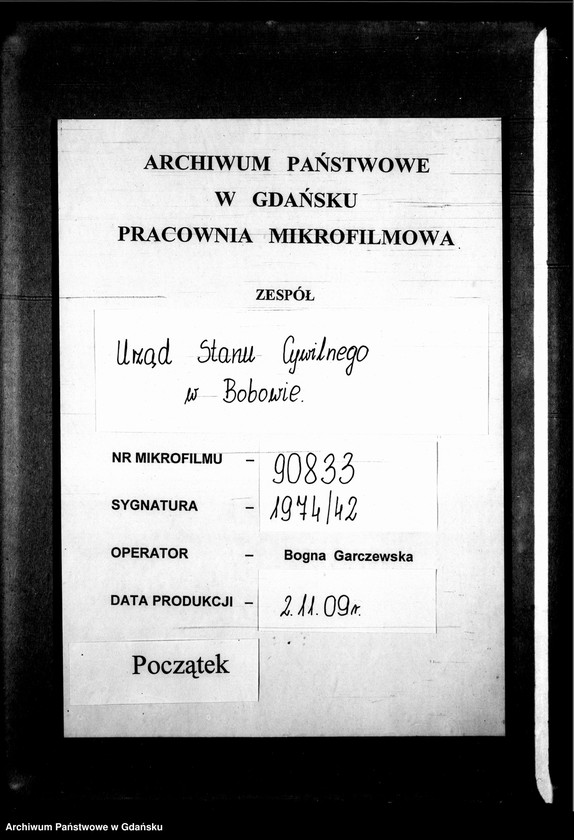 ARCHIWUM PAŃSTWOWE
W GDAŃSKU
PRACOWNIA MIKROFILMOWA
ZESPÓŁ
Urząd Stanu Cywilnego
w Bobowie.
NR MIKROFILMU – 90833
SYGNATURA – 1974/42
OPERATOR – Bogna Garczewska
DATA PRODUKCJI – 2.11.09r.
Początek
Archiwum Państwowe w Gdańsku